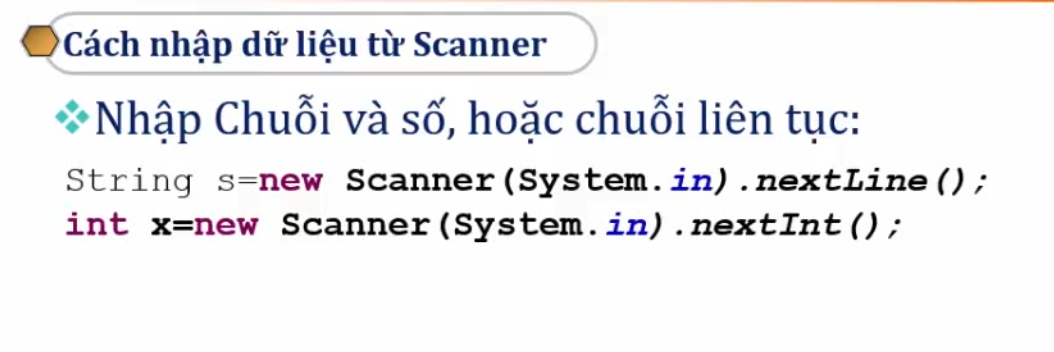 Cách nhập dữ liệu từ Scanner
Nhập Chuỗi và số, hoặc chuỗi liên tục:
String s=new Scanner(System.in).nextLine();
int x=new Scanner(System.in).nextInt();